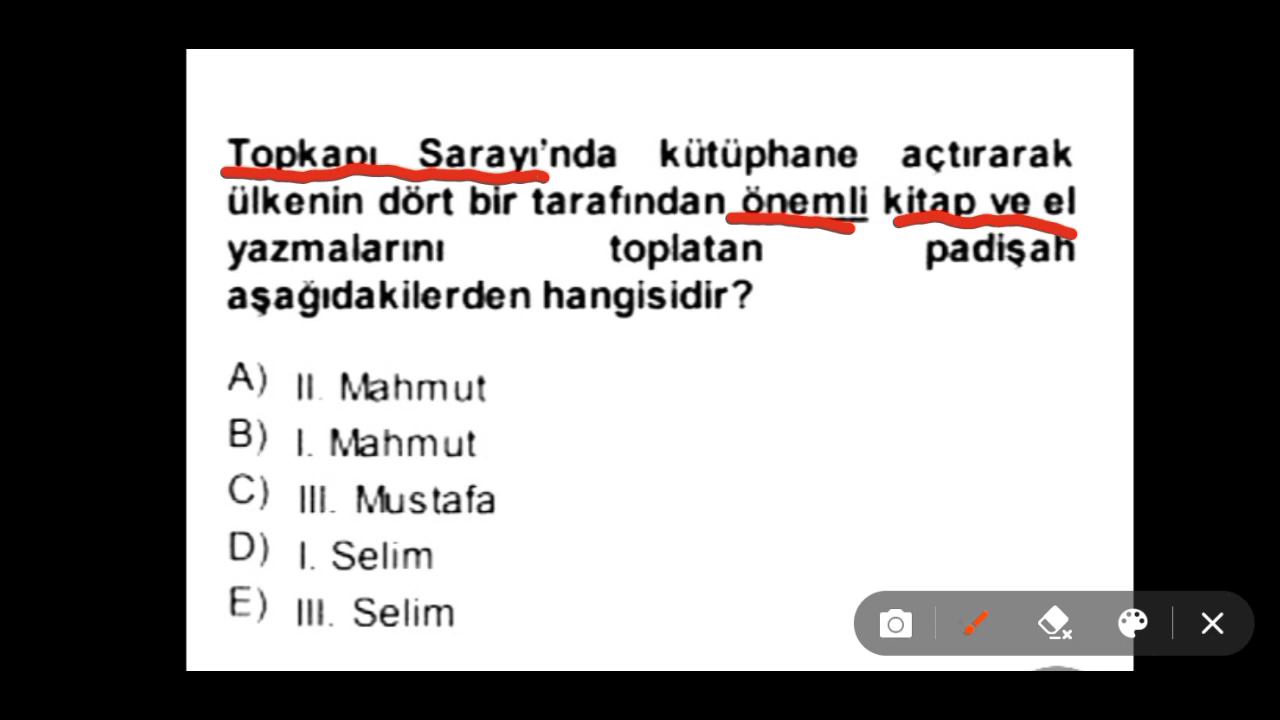 Topkapı Sarayı'nda kütüphane açtırarak
ülkenin dört bir tarafından önemli kitap ve el
yazmalarını toplatan padişah
aşağıdakilerden hangisidir?
A) II. Mahmut
B) I. Mahmut
C) III. Mustafa
D) I. Selim
E) III. Selim